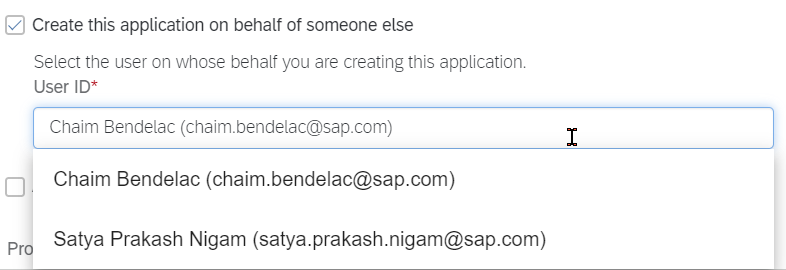 Create this application on behalf of someone else
Select the user on whose behalf you are creating this application.
User ID*
Chaim Bendelac (chaim.bendelac@sap.com)
Chaim Bendelac (chaim.bendelac@sap.com)
Satya Prakash Nigam (satya.prakash.nigam@sap.com)
Pro